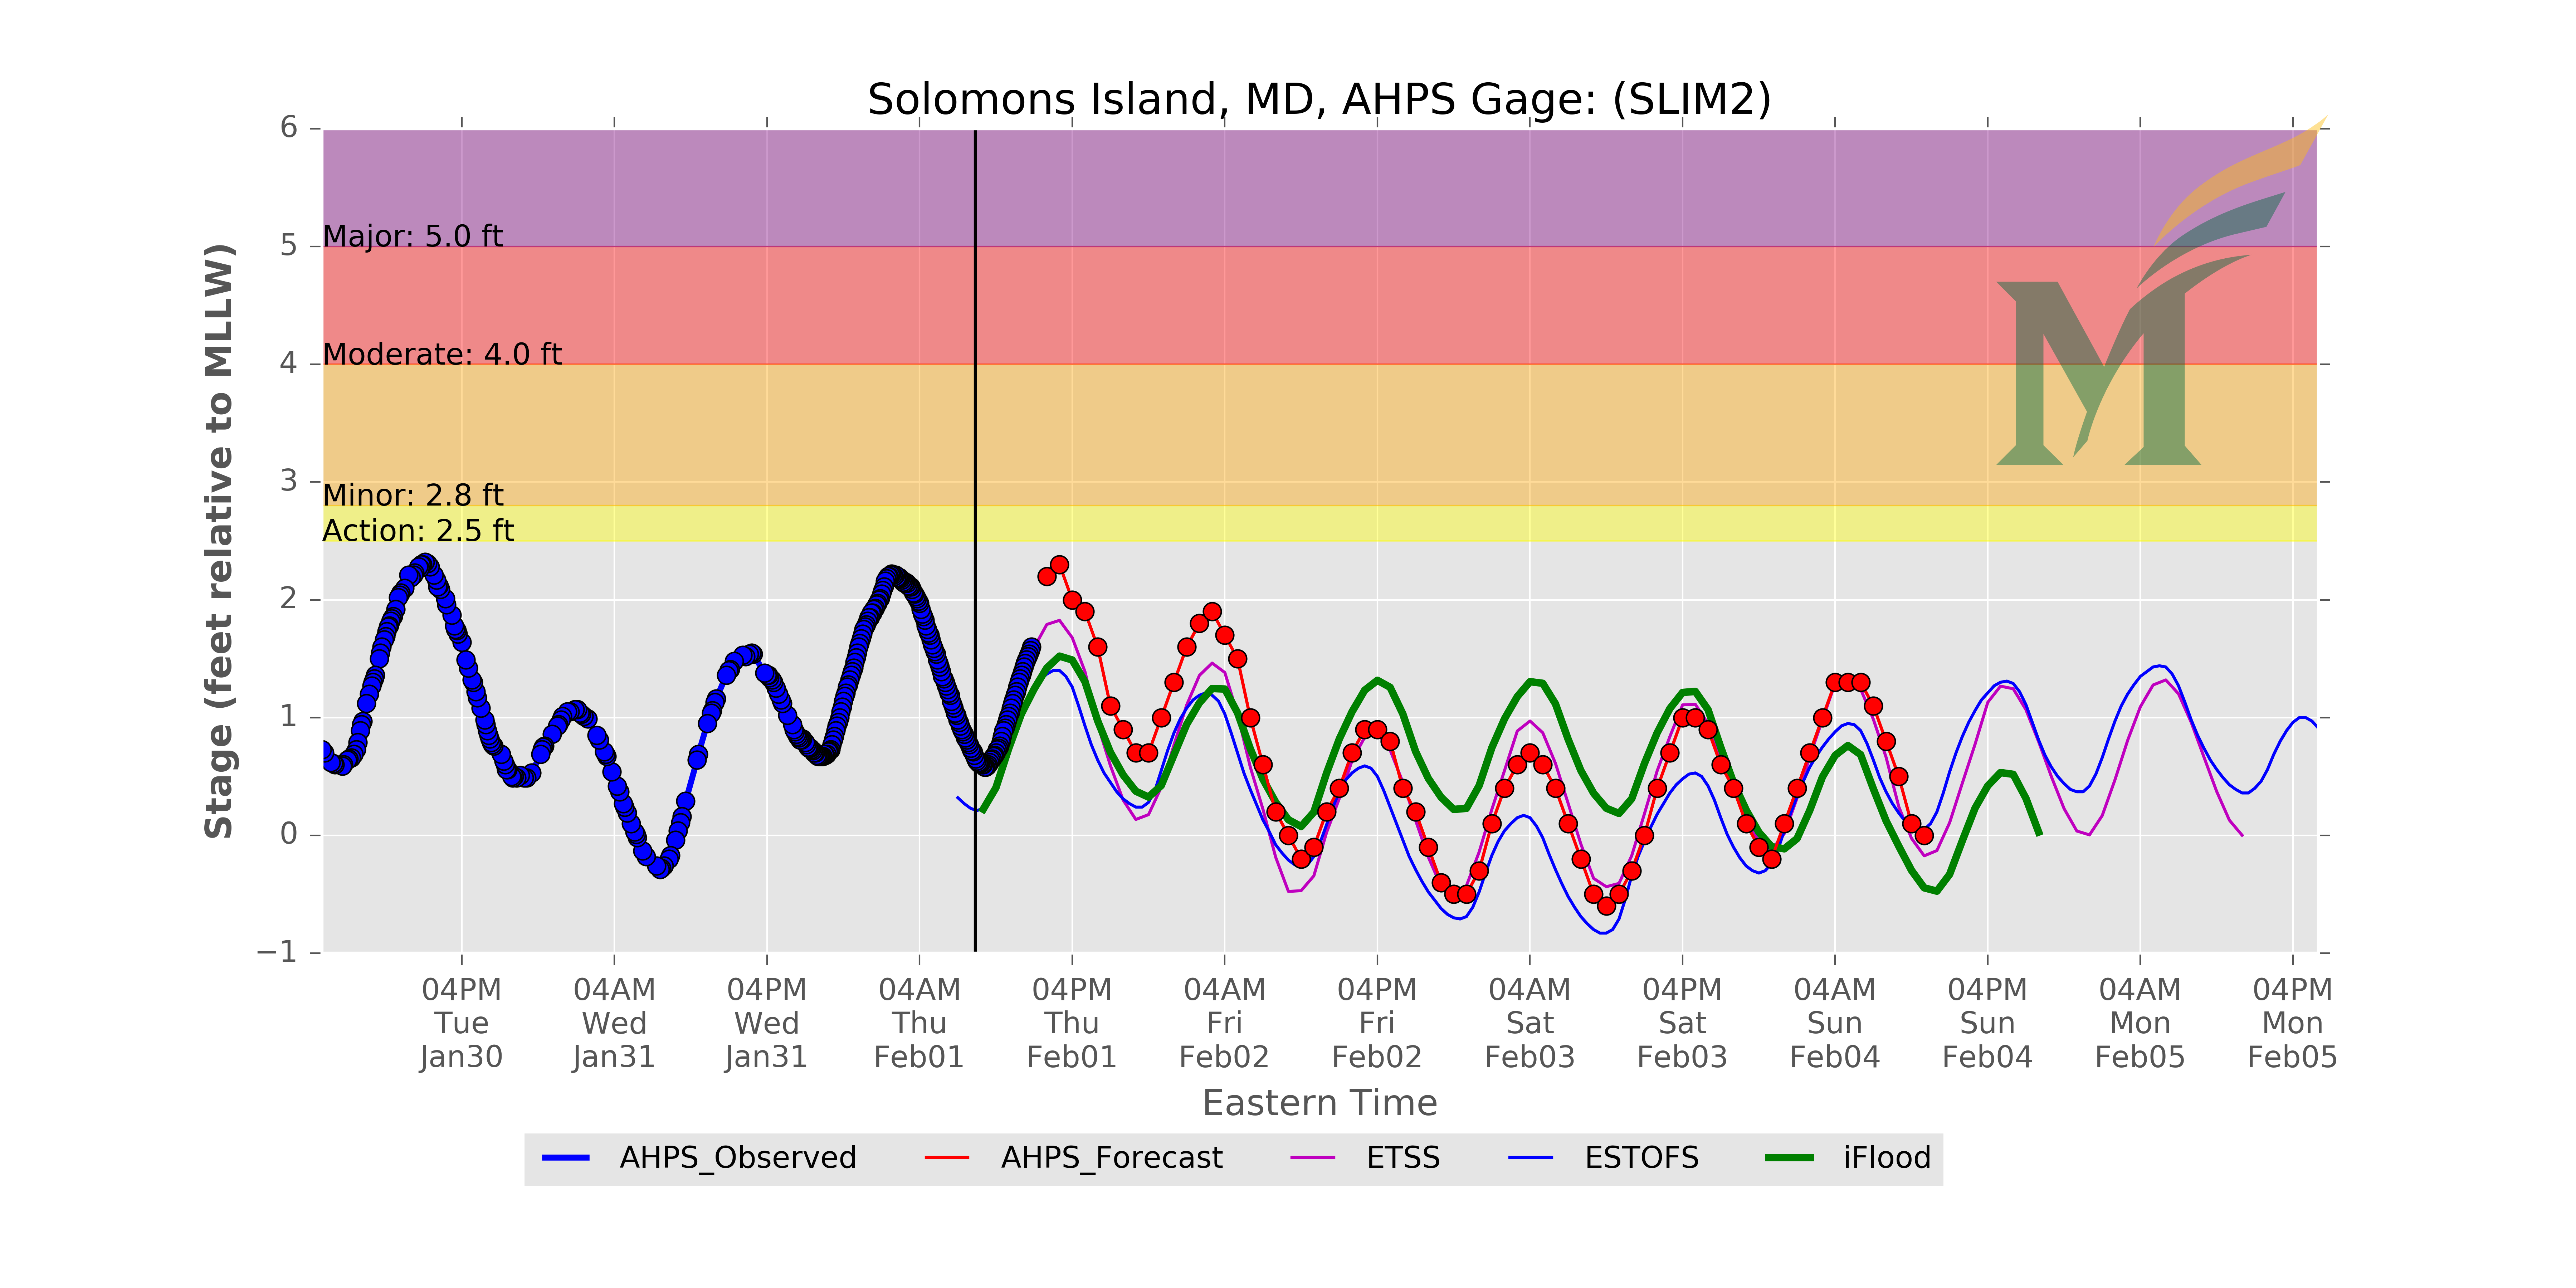 Solomons Island, MD, AHPS Gage: (SLIM2)
Stage (feet relative to MLLW)
6
5
4
3
2
1
0
−1
Major: 5.0 ft
Moderate: 4.0 ft
Minor: 2.8 ft
Action: 2.5 ft
M
04PM 04AM 04PM 04AM 04PM 04AM 04PM 04AM 04PM 04AM 04PM 04AM 04PM
Tue Wed Wed Thu Thu Fri Fri Sat Sat Sun Sun Mon Mon
Jan30 Jan31 Jan31 Feb01 Feb01 Feb02 Feb02 Feb03 Feb03 Feb04 Feb04 Feb05 Feb05
Eastern Time
AHPS_Observed AHPS_Forecast ETSS ESTOFS iFlood